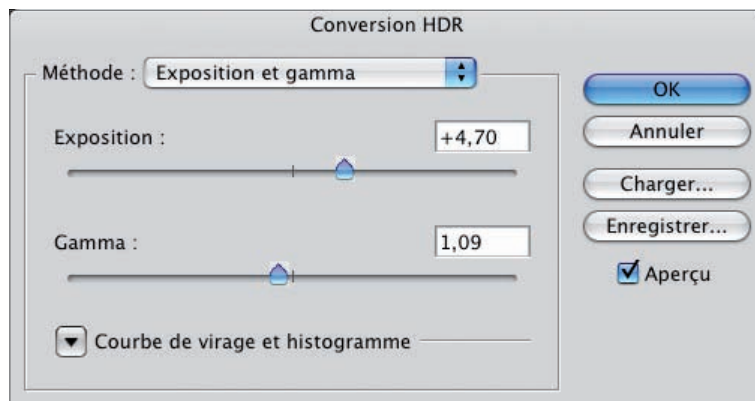 Conversion HDR
Méthode : Exposition et gamma
Exposition : +4,70
Gamma : 1,09
Courbe de virage et histogramme
OK
Annuler
Charger...
Enregistrer...
Aperçu